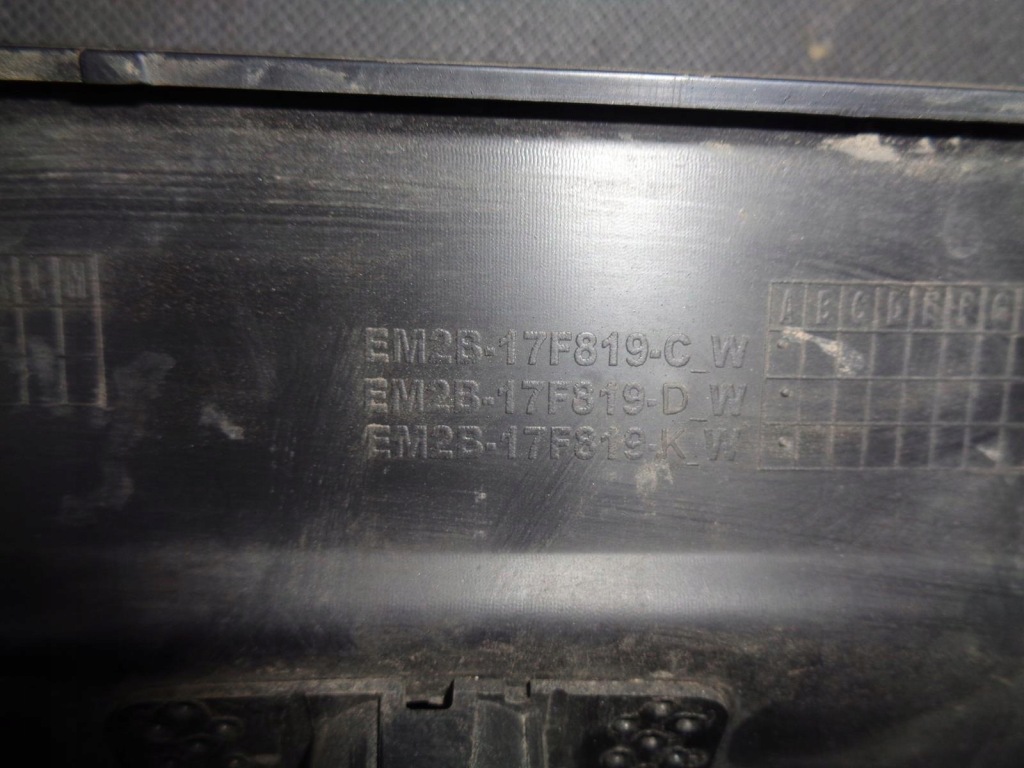 EM2B-17F819-C_W
EM2B-17F819-D_W
EM2B-17F819-K_W
A B C D E F G